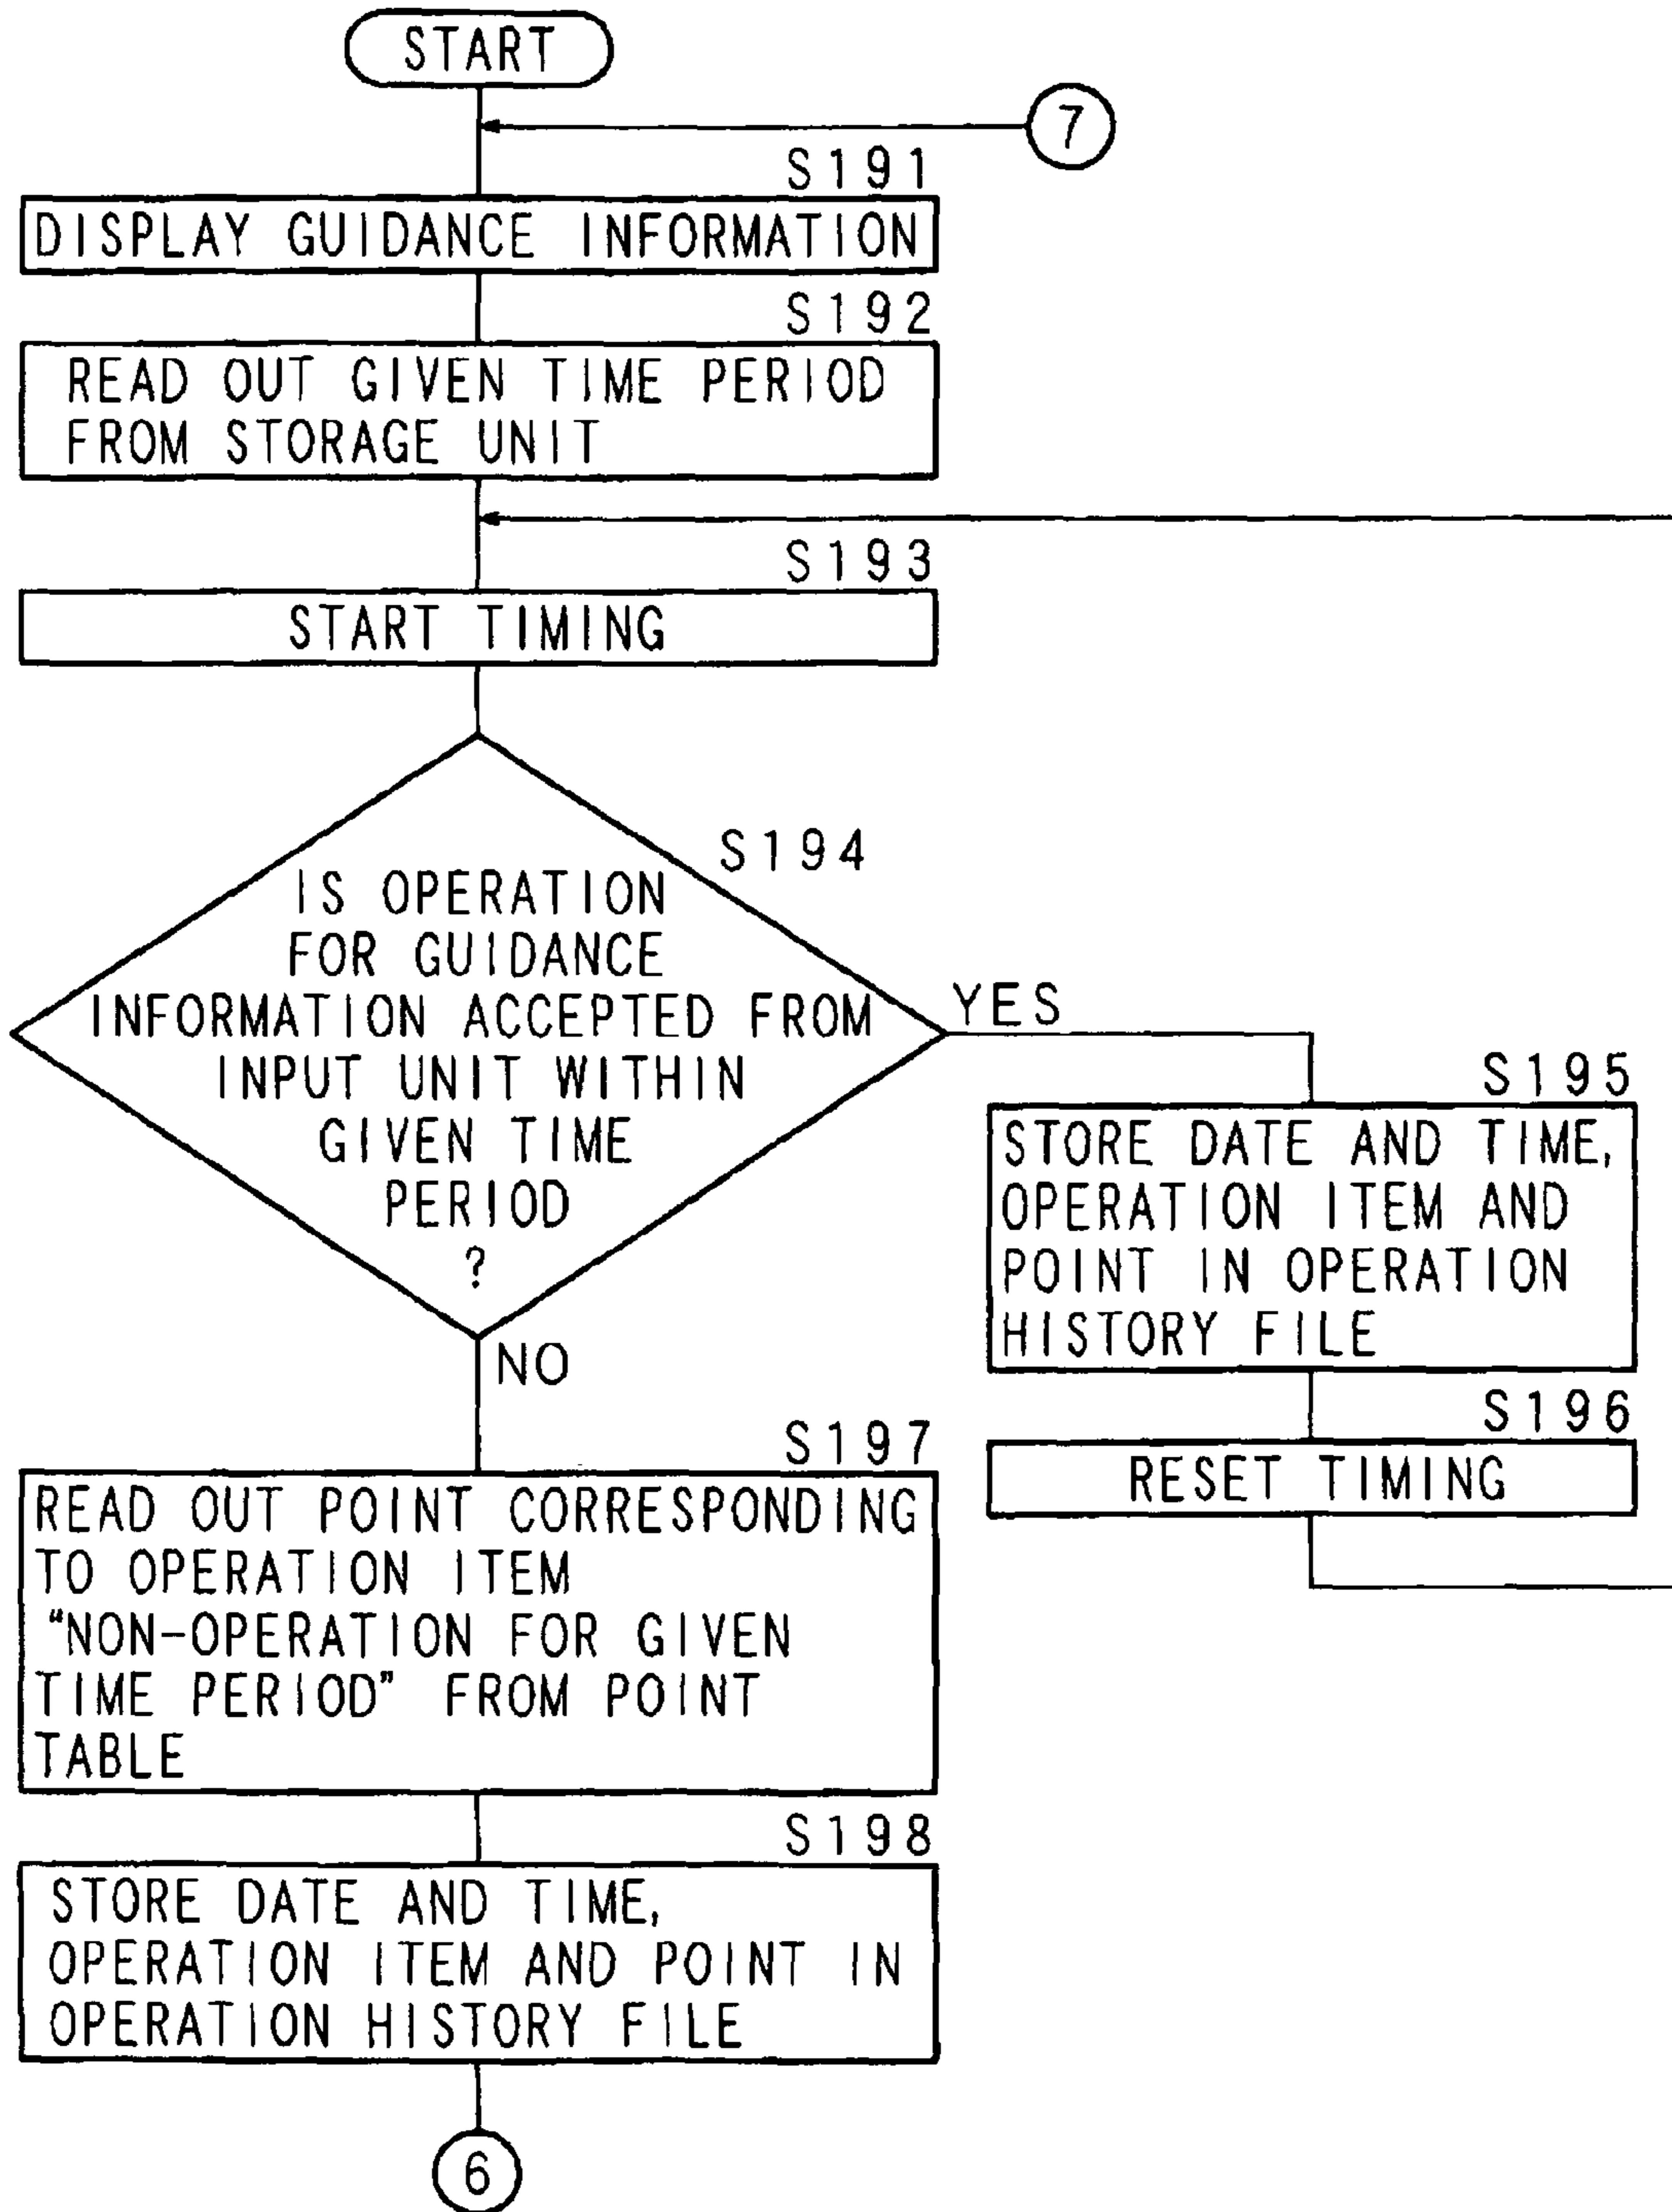 START
7
S191
DISPLAY GUIDANCE INFORMATION
S192
READ OUT GIVEN TIME PERIOD
FROM STORAGE UNIT
S193
START TIMING
S194
IS OPERATION
FOR GUIDANCE
INFORMATION ACCEPTED FROM
INPUT UNIT WITHIN
GIVEN TIME
PERIOD
?
YES
S195
STORE DATE AND TIME,
OPERATION ITEM AND
POINT IN OPERATION
HISTORY FILE
S196
RESET TIMING
NO
S197
READ OUT POINT CORRESPONDING
TO OPERATION ITEM
"NON-OPERATION FOR GIVEN
TIME PERIOD" FROM POINT
TABLE
S198
STORE DATE AND TIME,
OPERATION ITEM AND POINT IN
OPERATION HISTORY FILE
6